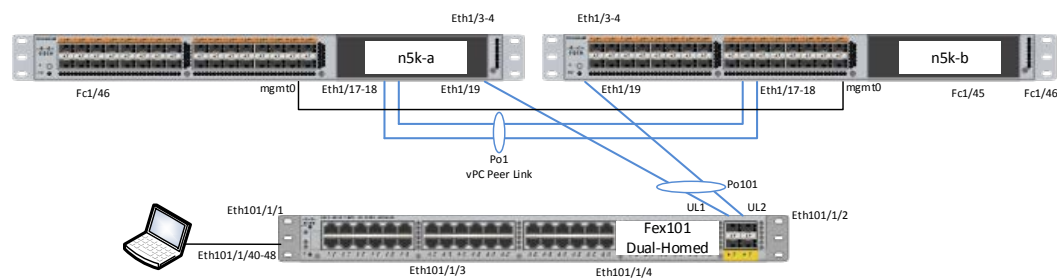 Eth1/3-4
Eth1/3-4
n5k-a
n5k-b
Fc1/46
mgmt0
Eth1/17-18
Eth1/19
Eth1/19
Eth1/17-18
mgmt0
Fc1/45
Fc1/46
Po1
vPC Peer Link
Po101
UL1
UL2
Eth101/1/1
Eth101/1/2
Fex101
Dual-Homed
Eth101/1/40-48
Eth101/1/3
Eth101/1/4